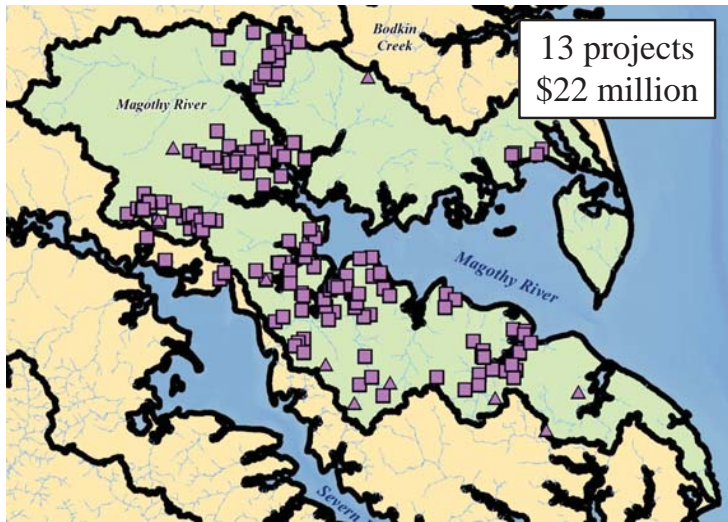 Bodkin
Creek
13 projects
$22 million
Magothy River
Magothy River
Severn